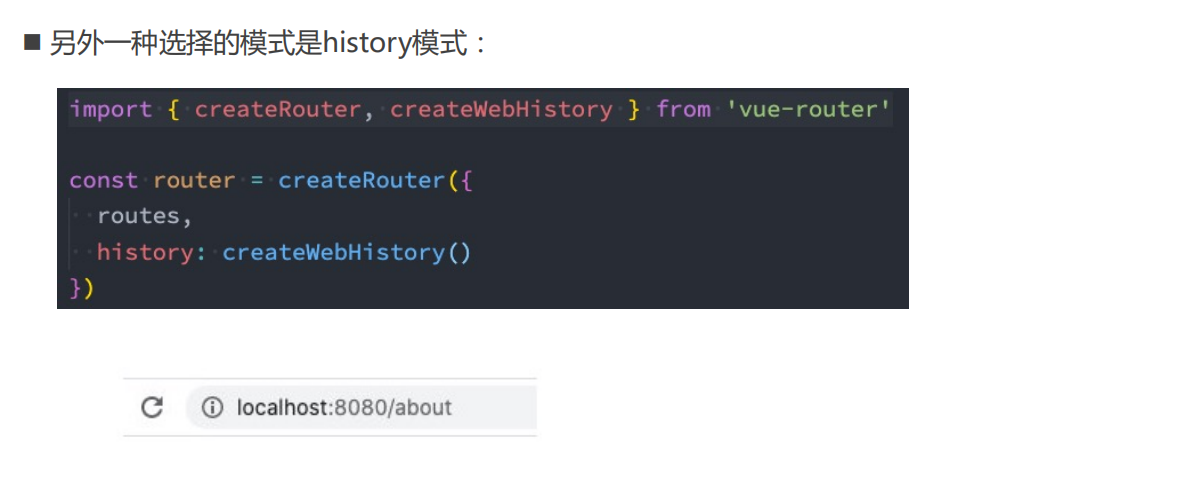 ■ 另外一种选择的模式是history模式：
import { createRouter, createWebHistory } from 'vue-router'
const router = createRouter({
  routes,
  history: createWebHistory()
})
localhost:8080/about